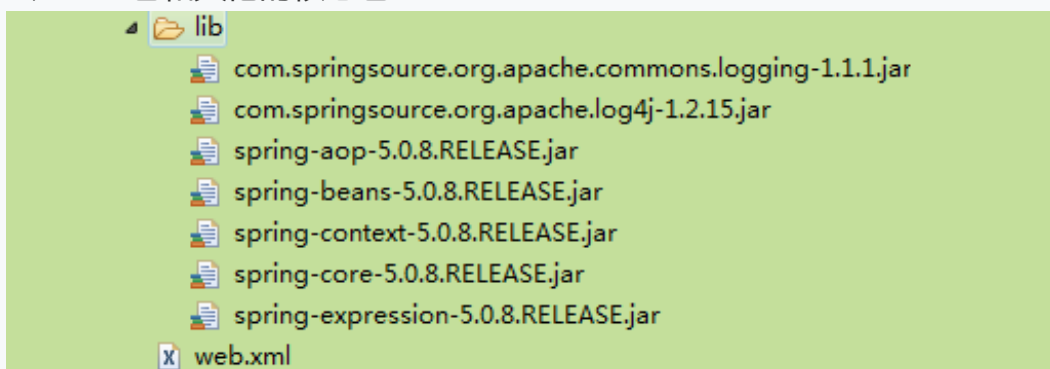 lib
com.springsource.org.apache.commons.logging-1.1.1.jar
com.springsource.org.apache.log4j-1.2.15.jar
spring-aop-5.0.8.RELEASE.jar
spring-beans-5.0.8.RELEASE.jar
spring-context-5.0.8.RELEASE.jar
spring-core-5.0.8.RELEASE.jar
spring-expression-5.0.8.RELEASE.jar
web.xml